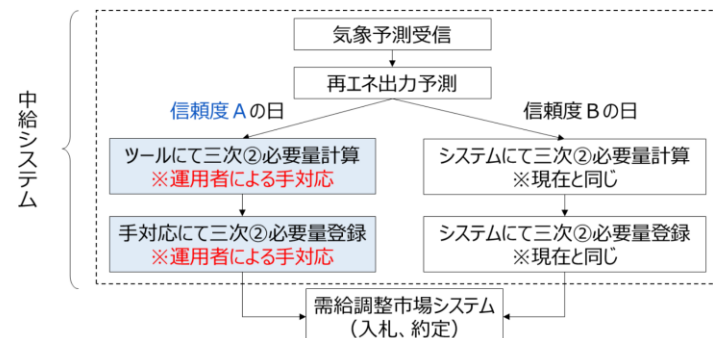 気象予測受信
再エネ出力予測
信頼度Aの日
信頼度Bの日
中給システム
ツールにて三次②必要量計算
※運用者による手対応
システムにて三次②必要量計算
※現在と同じ
手対応にて三次②必要量登録
※運用者による手対応
システムにて三次②必要量登録
※現在と同じ
需給調整市場システム
（入札、約定）